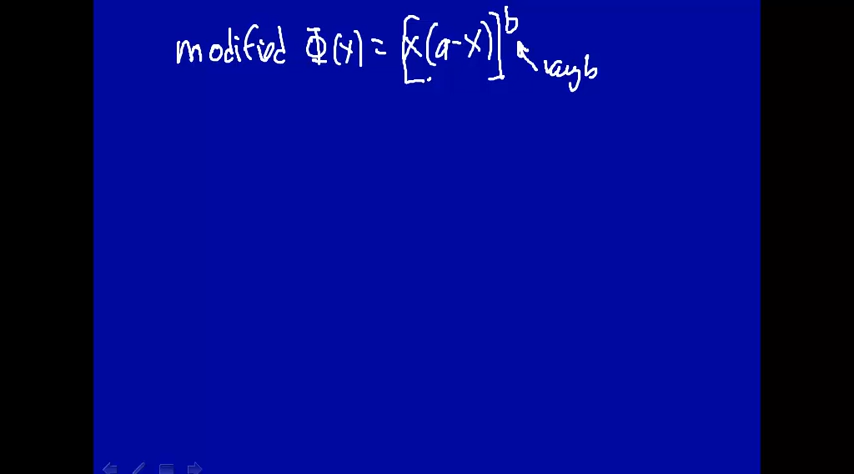 modified Φ(x) = [x(a-x)]^b
vary b